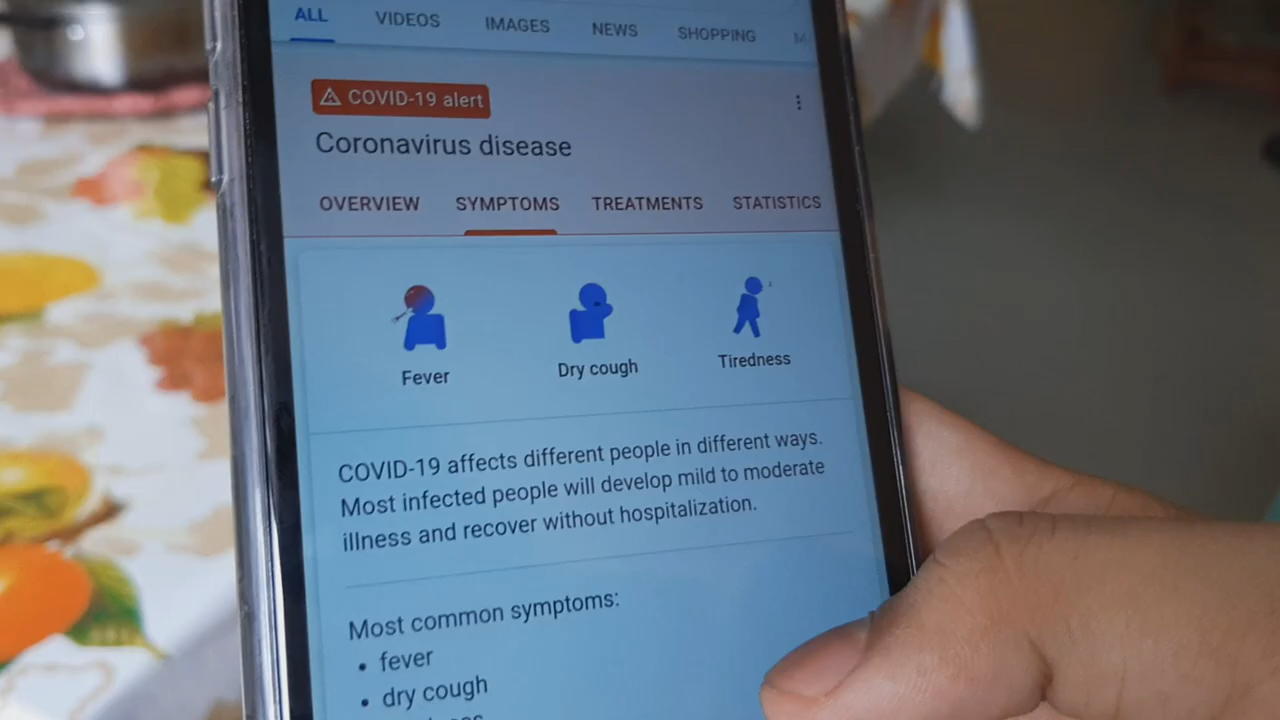 ALL VIDEOS IMAGES NEWS SHOPPING
COVID-19 alert
Coronavirus disease
OVERVIEW SYMPTOMS TREATMENTS STATISTICS
Fever Dry cough Tiredness
COVID-19 affects different people in different ways.
Most infected people will develop mild to moderate
illness and recover without hospitalization.
Most common symptoms:
• fever
• dry cough